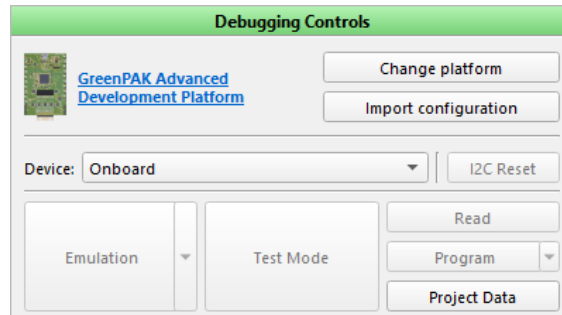 Debugging Controls
GreenPAK Advanced
Development Platform
Change platform
Import configuration
Device: Onboard
I2C Reset
Emulation
Test Mode
Read
Program
Project Data